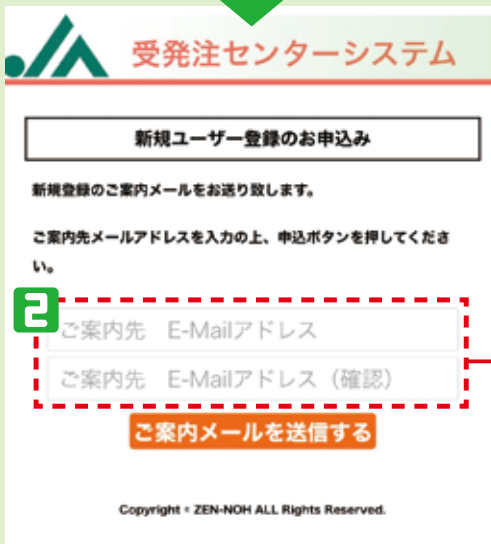 受発注センターシステム
新規ユーザー登録のお申込み
新規登録のご案内メールをお送り致します。
ご案内先メールアドレスを入力の上、申込ボタンを押してくださ
い。
2
ご案内先 E-Mailアドレス
ご案内先 E-Mailアドレス（確認）
ご案内メールを送信する
Copyright © ZEN-NOH ALL Rights Reserved.